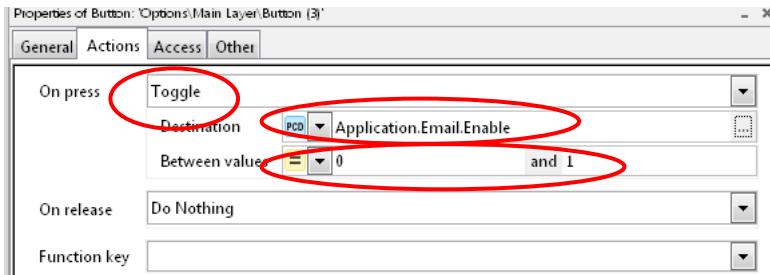 Properties of Button: 'Options\Main Layer\Button (3)'
General Actions Access Other
On press Toggle
Destination PCD Application.Email.Enable ...
Between values = 0 and 1
On release Do Nothing
Function key